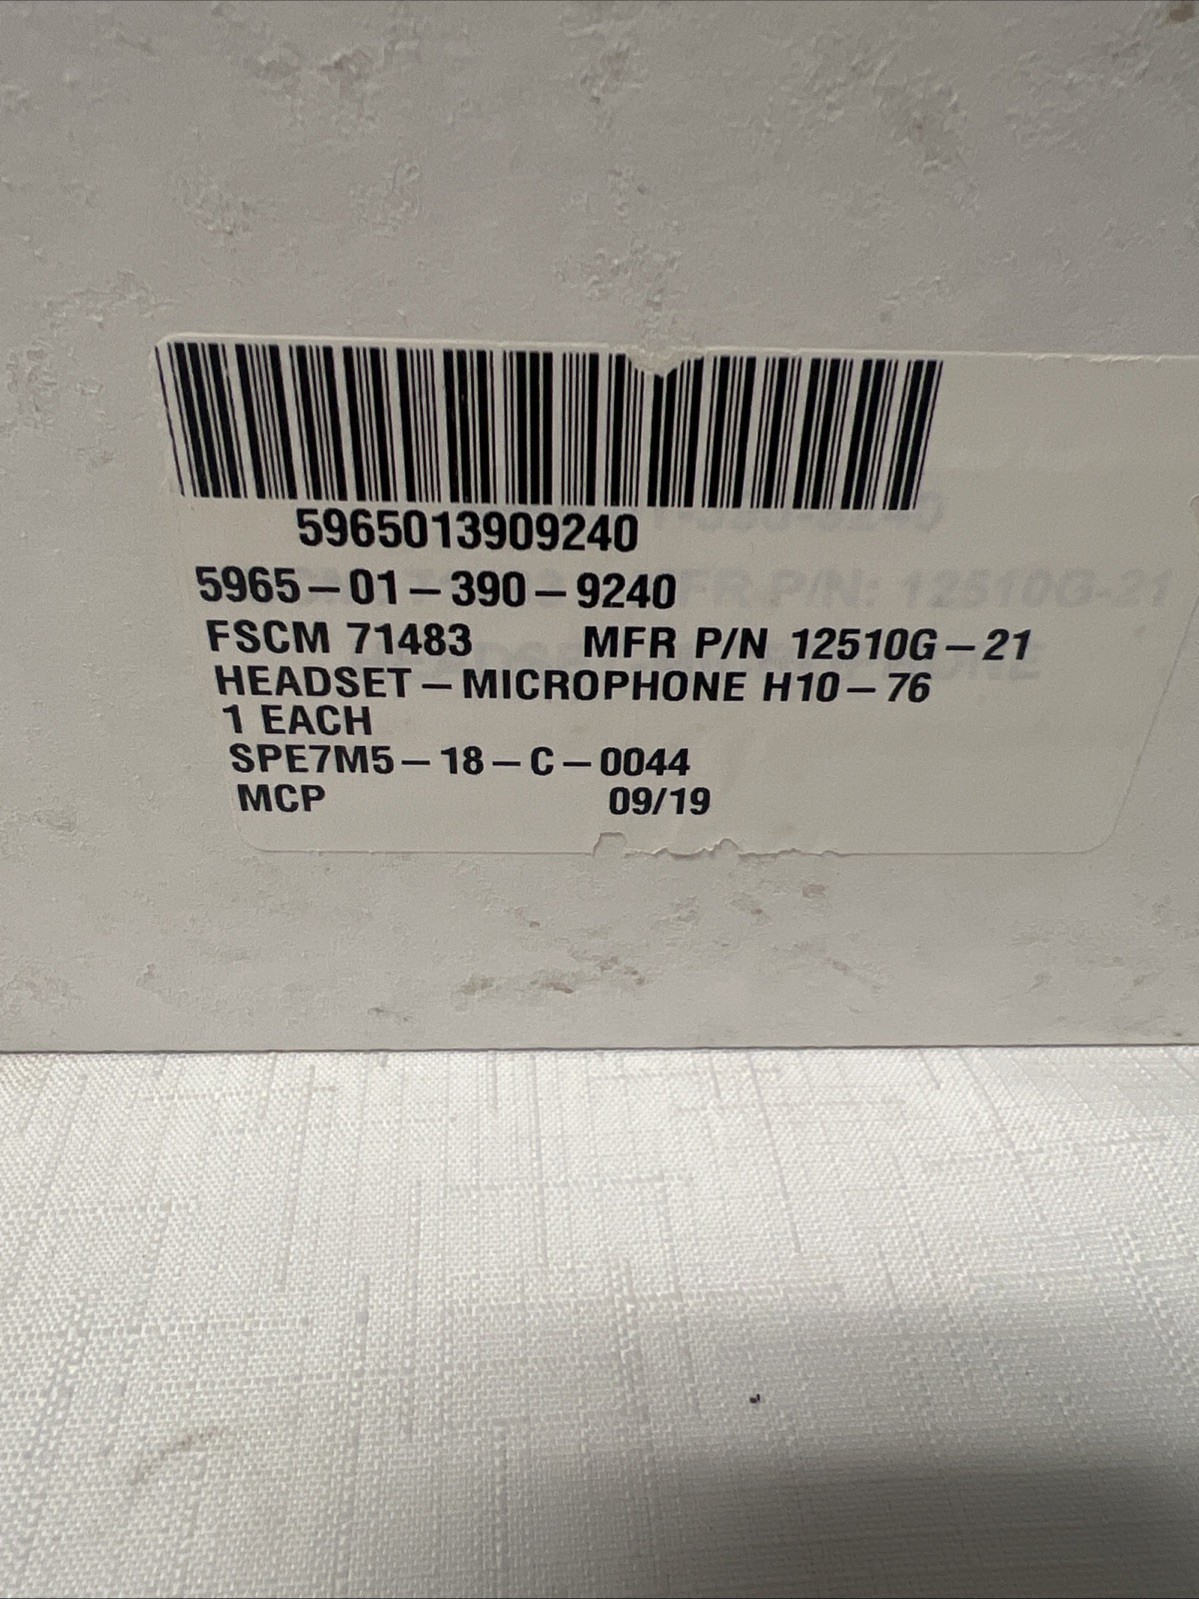 5965013909240
5965-01-390-9240
FSCM 71483 MFR P/N 12510G-21
HEADSET-MICROPHONE H10-76
1 EACH
SPE7M5-18-C-0044
MCP 09/19